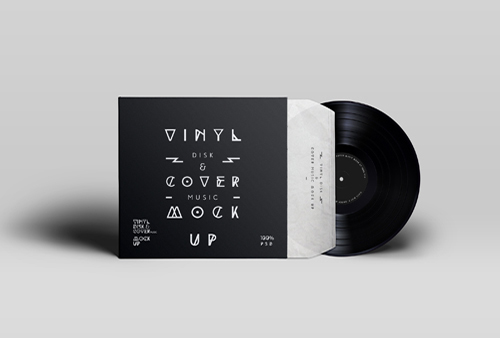 VINYL
DISK
&
COVER
MUSIC
MOCK
UP
VINYL
DISK &
COVER
MOCK
UP
100%
PSD